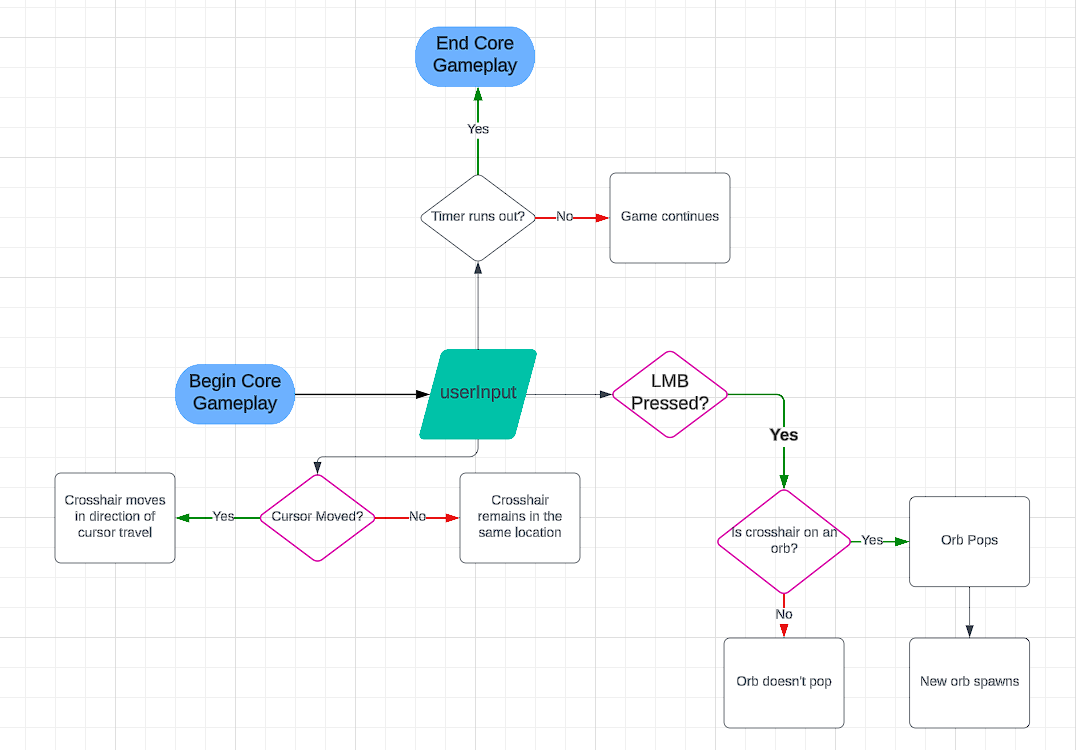 End Core
Gameplay
Yes
Timer runs out?
No
Game continues
Begin Core
Gameplay
userInput
LMB
Pressed?
Yes
Crosshair moves
in direction of
cursor travel
Yes
Cursor Moved?
No
Crosshair
remains in the
same location
Is crosshair on an
orb?
Yes
Orb Pops
No
Orb doesn't pop
New orb spawns